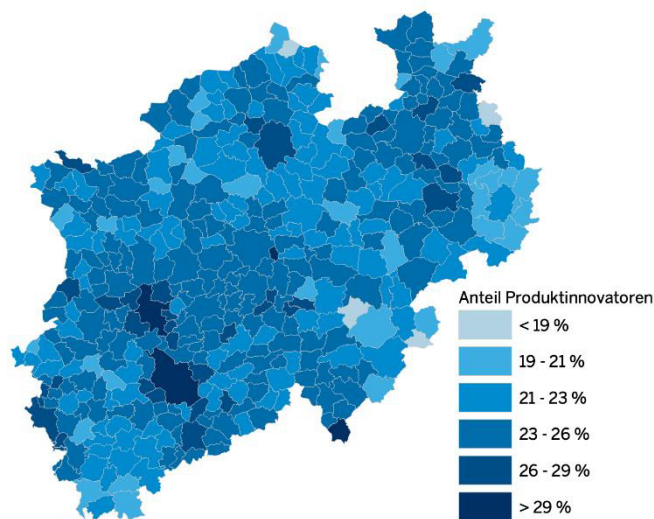 Anteil Produktinnovatoren
< 19 %
19 - 21 %
21 - 23 %
23 - 26 %
26 - 29 %
> 29 %